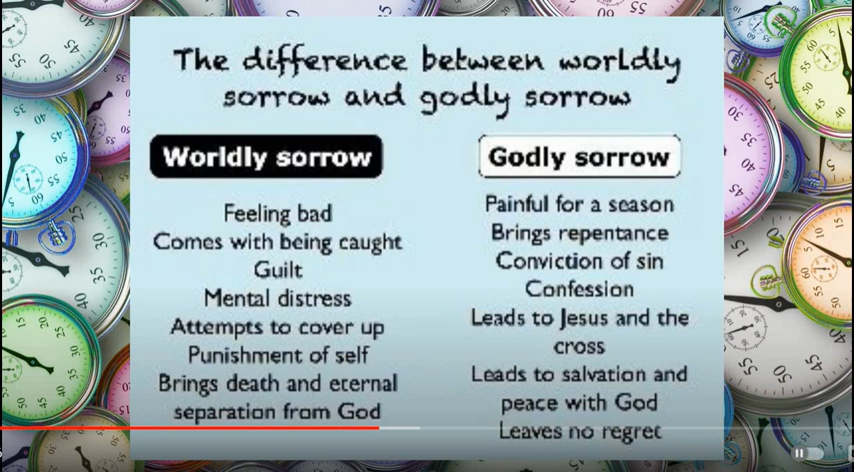 The difference between worldly
sorrow and godly sorrow
Worldly sorrow
Feeling bad
Comes with being caught
Guilt
Mental distress
Attempts to cover up
Punishment of self
Brings death and eternal
separation from God
Godly sorrow
Painful for a season
Brings repentance
Conviction of sin
Confession
Leads to Jesus and the
cross
Leads to salvation and
peace with God
Leaves no regret